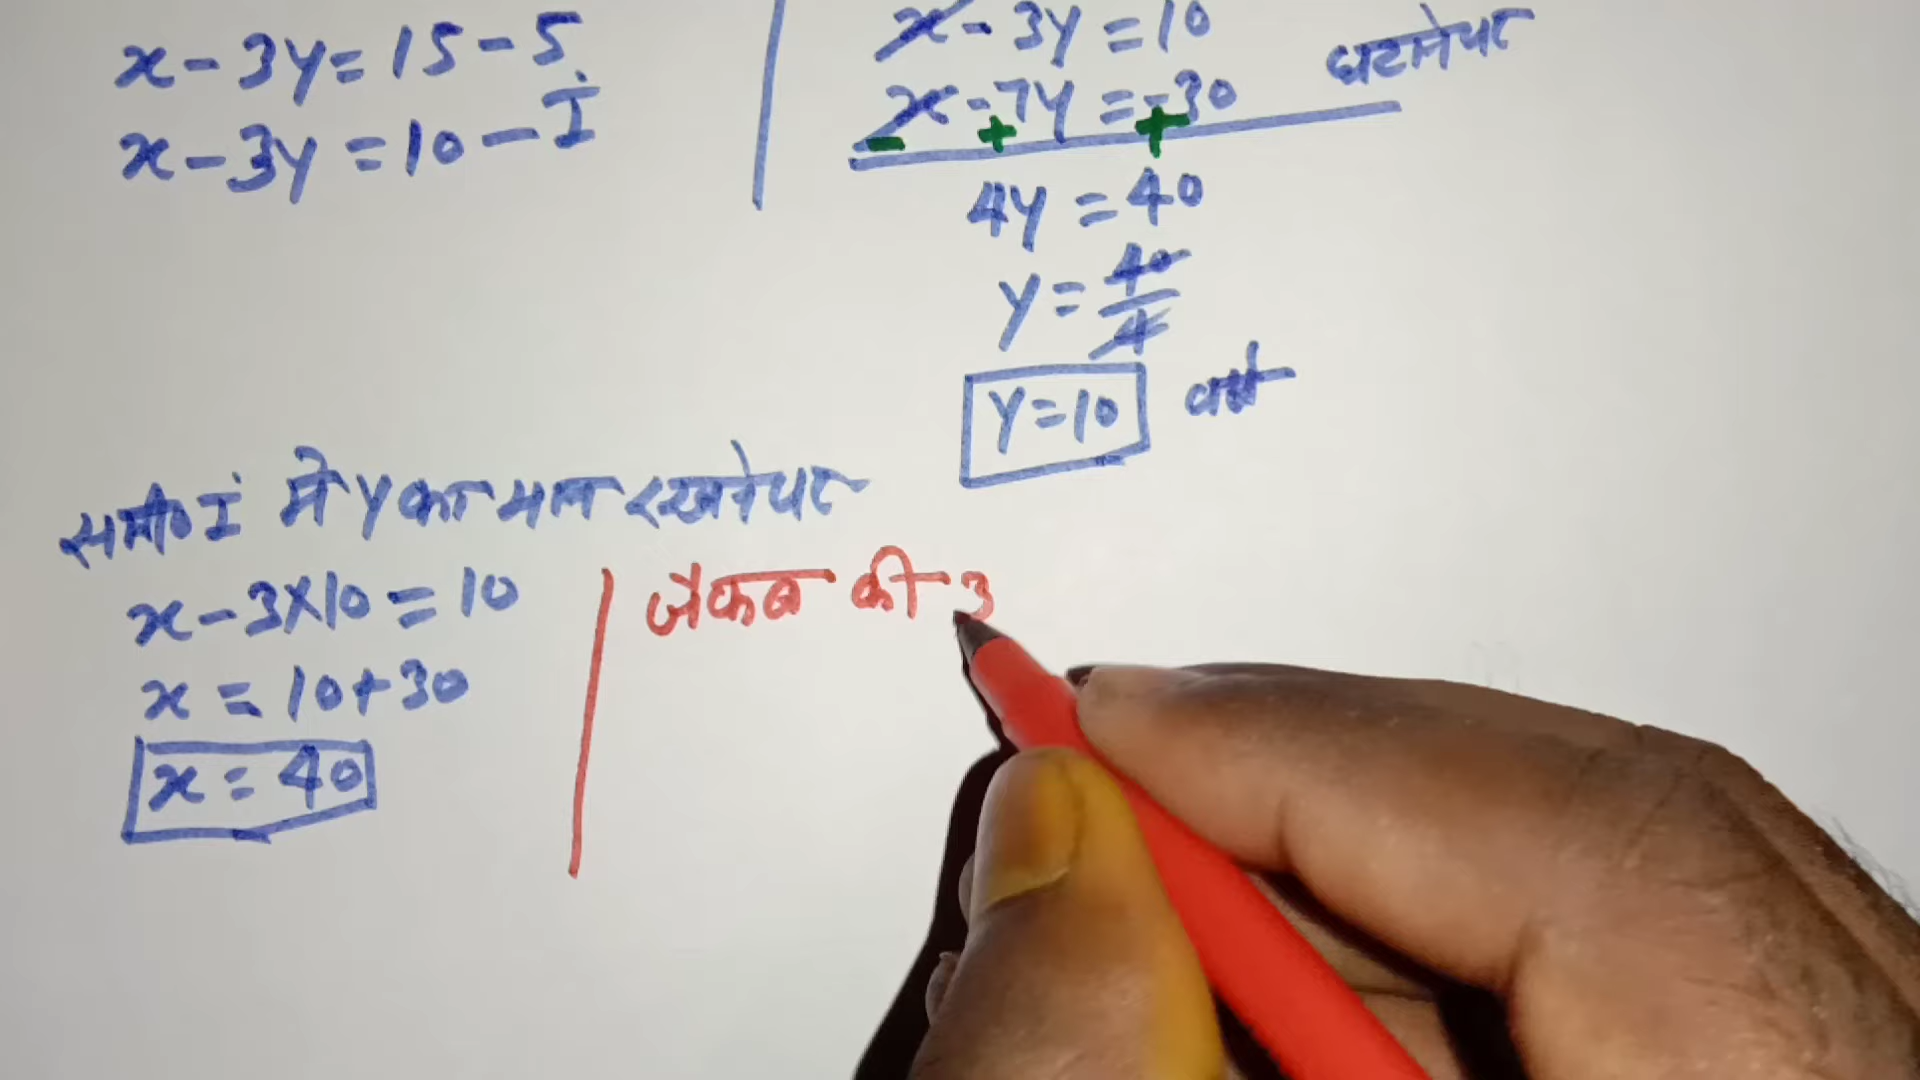 x-3y=15-5
x-3y=10-I
x-3y=10
x-7y=-30 घटाने पर
- + +
4y=40
y=40/4
y=10 वर्ष
समी० I में y का मान रखने पर
x-3×10=10
x=10+30
x=40
जैकब की